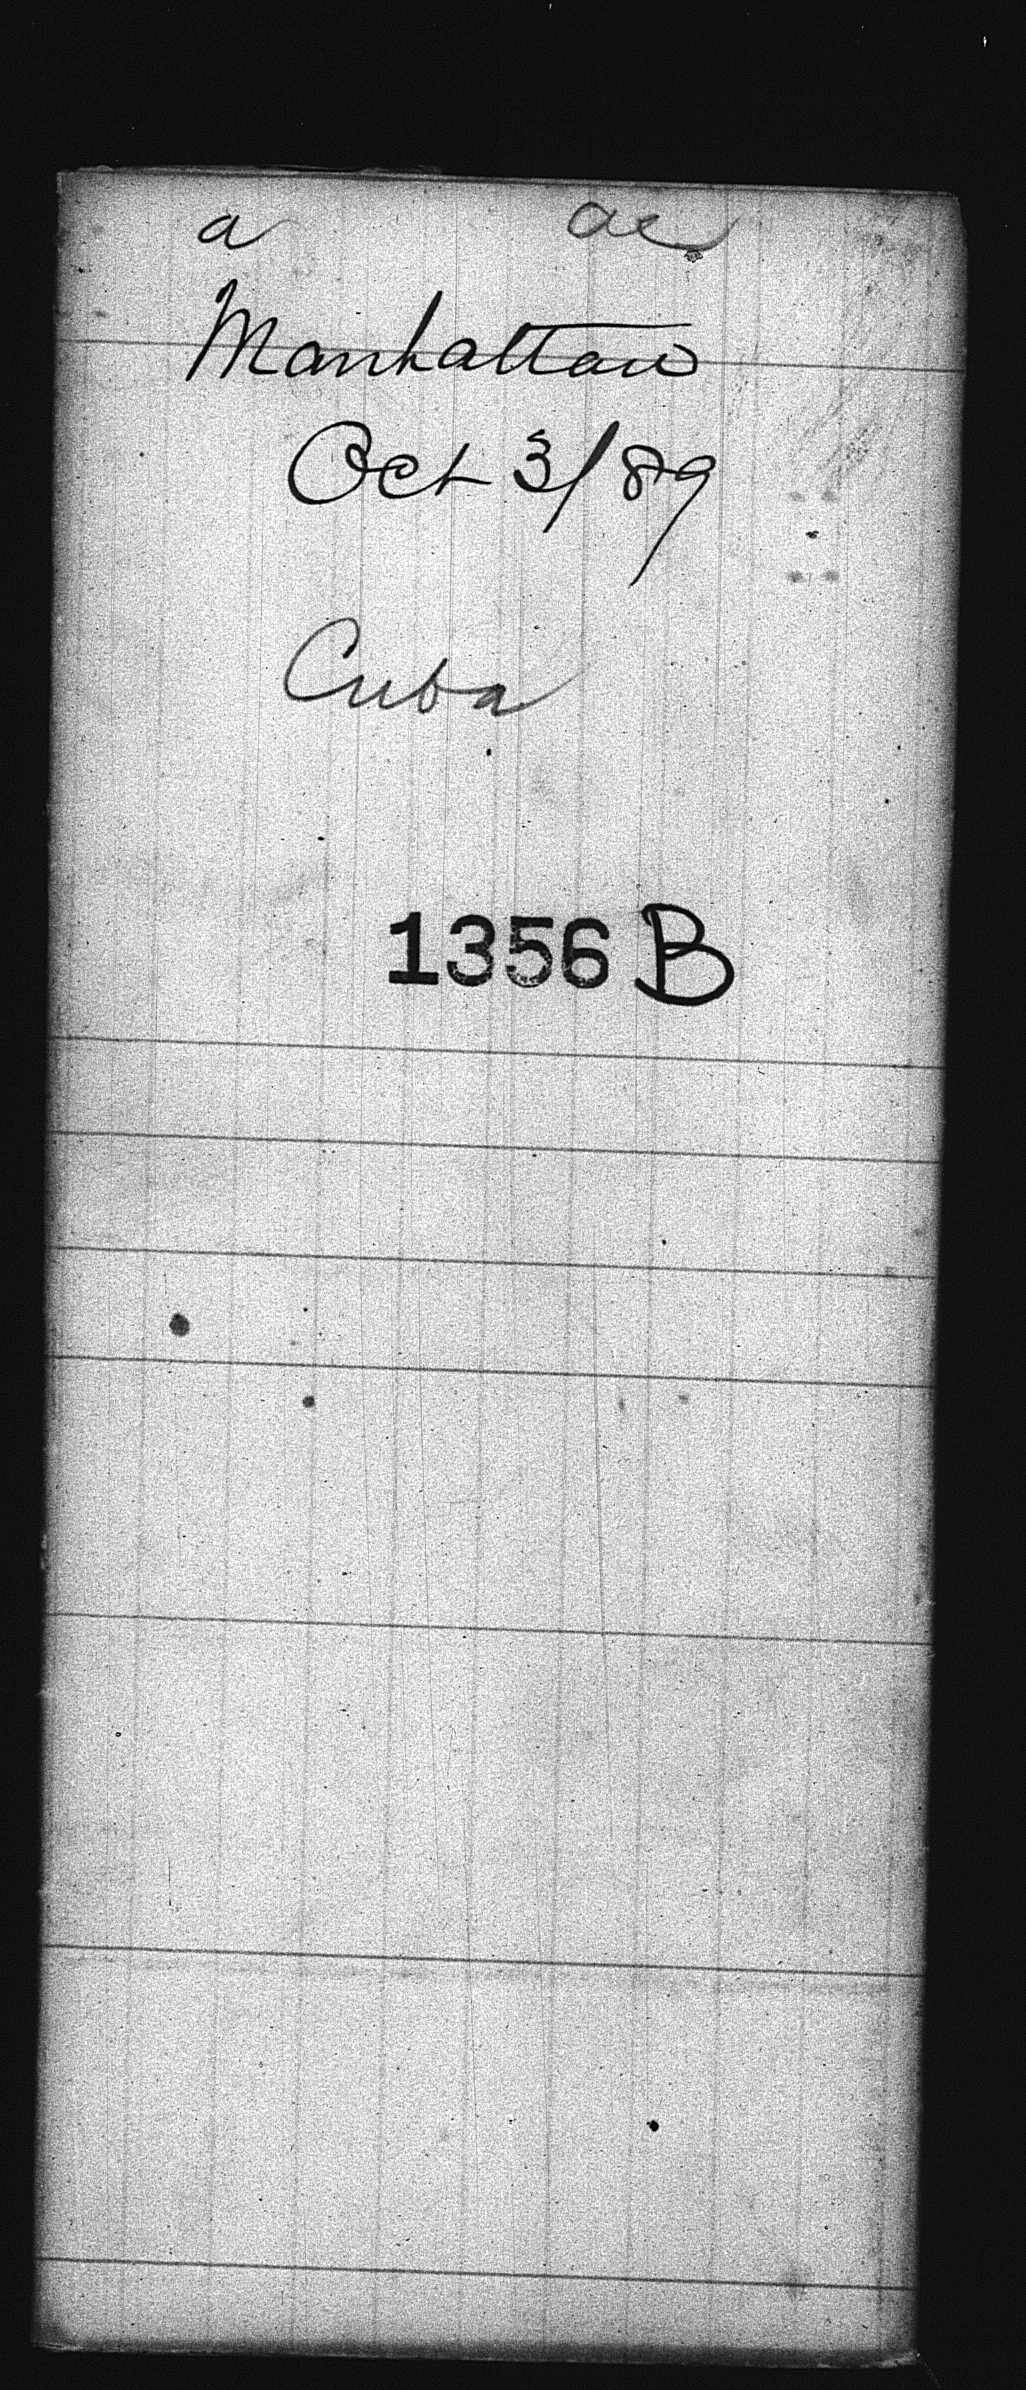 a ae
Manhattan
Oct 3/89
Cuba
1356 B